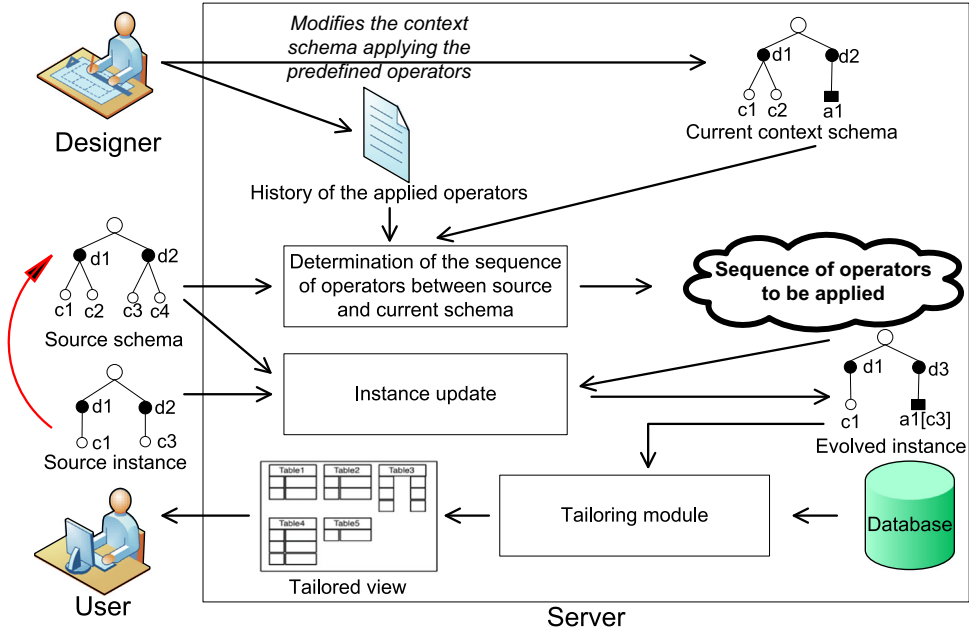 Modifies the context
schema applying the
predefined operators
Designer
d1
d2
c1
c2
a1
Current context schema
History of the applied operators
d1
d2
c1
c2
c3
c4
Source schema
Determination of the sequence
of operators between source
and current schema
Sequence of operators
to be applied
d1
d2
c1
c3
Source instance
Instance update
d1
d3
c1
a1[c3]
Evolved instance
Table1
Table2
Table3
Table4
Table5
Tailored view
Tailoring module
Database
User
Server